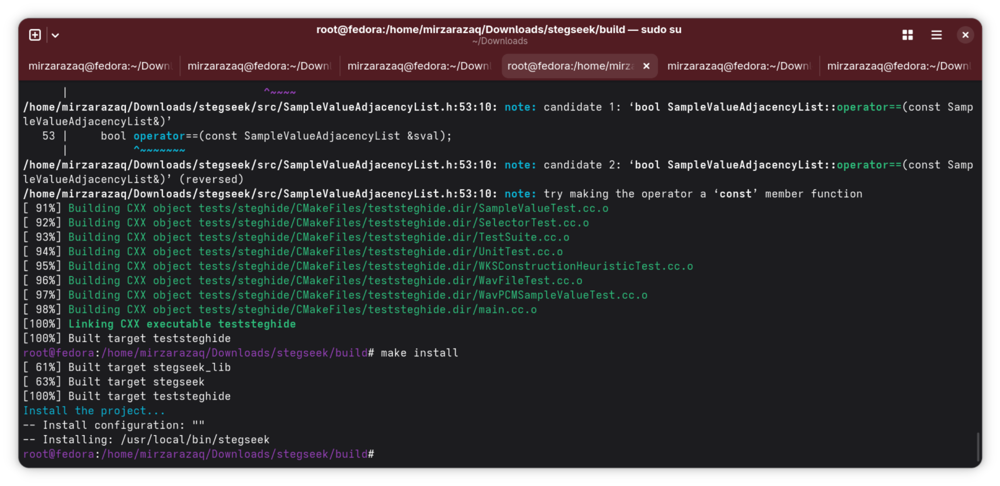 root@fedora:/home/mirzarazaq/Downloads/stegseek/build — sudo su
~/Downloads
mirzarazaq@fedora:~/Downl
mirzarazaq@fedora:~/Downl
mirzarazaq@fedora:~/Downl
root@fedora:/home/mirza
mirzarazaq@fedora:~/Downl
mirzarazaq@fedora:~/Downl
| ^~~~~
/home/mirzarazaq/Downloads/stegseek/src/SampleValueAdjacencyList.h:53:10: note: candidate 1: ‘bool SampleValueAdjacencyList::operator==(const Samp
leValueAdjacencyList&)’
53 | bool operator==(const SampleValueAdjacencyList &sval);
| ^~~~~~~~
/home/mirzarazaq/Downloads/stegseek/src/SampleValueAdjacencyList.h:53:10: note: candidate 2: ‘bool SampleValueAdjacencyList::operator==(const Samp
leValueAdjacencyList&)’ (reversed)
/home/mirzarazaq/Downloads/stegseek/src/SampleValueAdjacencyList.h:53:10: note: try making the operator a ‘const’ member function
[ 91%] Building CXX object tests/steghide/CMakeFiles/teststeghide.dir/SampleValueTest.cc.o
[ 92%] Building CXX object tests/steghide/CMakeFiles/teststeghide.dir/SelectorTest.cc.o
[ 93%] Building CXX object tests/steghide/CMakeFiles/teststeghide.dir/TestSuite.cc.o
[ 94%] Building CXX object tests/steghide/CMakeFiles/teststeghide.dir/UnitTest.cc.o
[ 95%] Building CXX object tests/steghide/CMakeFiles/teststeghide.dir/WKSConstructionHeuristicTest.cc.o
[ 96%] Building CXX object tests/steghide/CMakeFiles/teststeghide.dir/WavFileTest.cc.o
[ 97%] Building CXX object tests/steghide/CMakeFiles/teststeghide.dir/WavPCMSampleValueTest.cc.o
[ 98%] Building CXX object tests/steghide/CMakeFiles/teststeghide.dir/main.cc.o
[100%] Linking CXX executable teststeghide
[100%] Built target teststeghide
root@fedora:/home/mirzarazaq/Downloads/stegseek/build# make install
[ 61%] Built target stegseek_lib
[ 63%] Built target stegseek
[100%] Built target teststeghide
Install the project...
-- Install configuration: ""
-- Installing: /usr/local/bin/stegseek
root@fedora:/home/mirzarazaq/Downloads/stegseek/build#